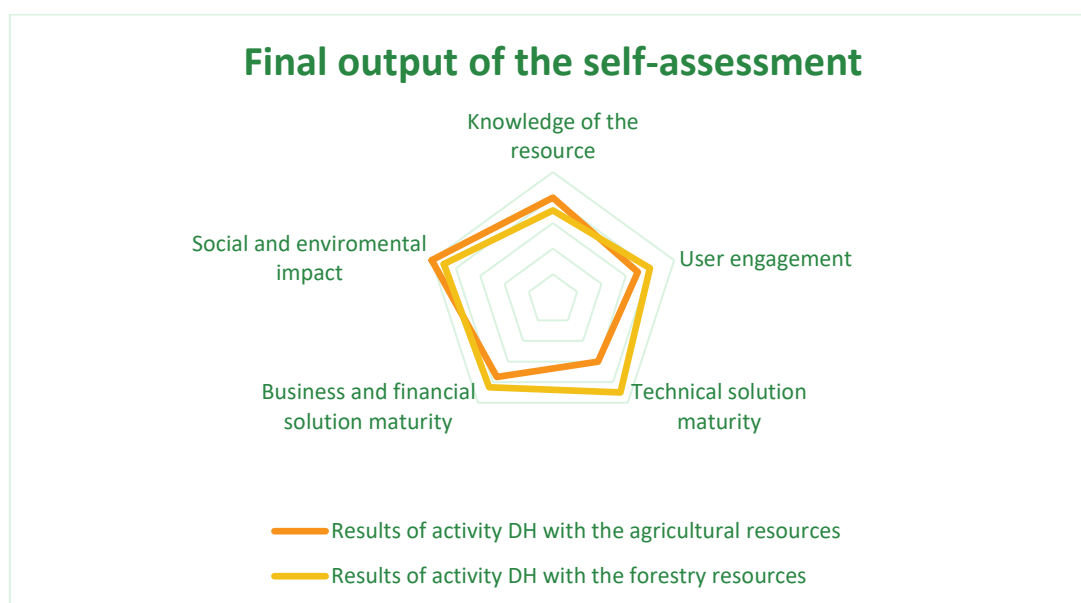 Final output of the self-assessment
Knowledge of the
resource
Social and enviromental
impact
User engagement
Business and financial
solution maturity
Technical solution
maturity
Results of activity DH with the agricultural resources
Results of activity DH with the forestry resources